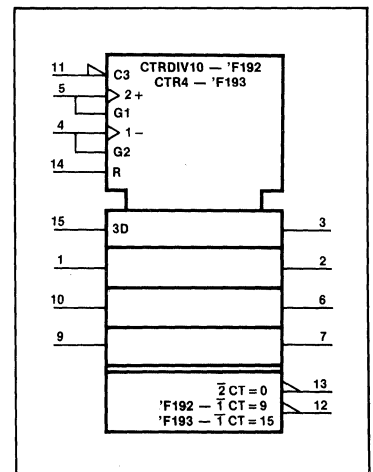 CTRDIV10 — 'F192
CTR4 — 'F193
11 C3
5 2+
G1
4 1−
G2
14 R
15 3D 3
1 2
10 6
9 7
2̅ CT = 0 13
'F192 — 1̅ CT = 9 12
'F193 — 1̅ CT = 15